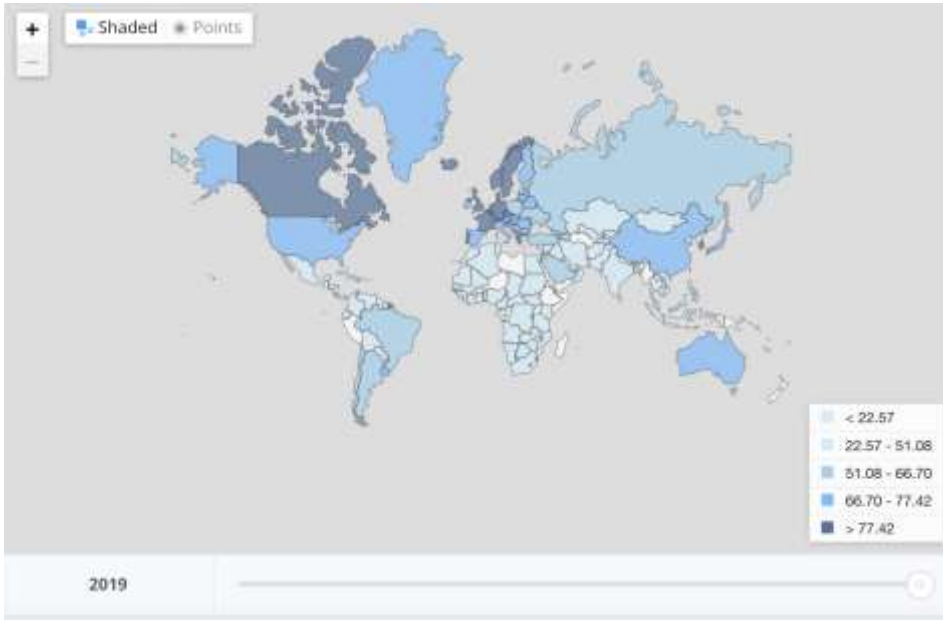 +
−
Shaded Points
< 22.57
22.57 - 51.08
51.08 - 66.70
66.70 - 77.42
> 77.42
2019